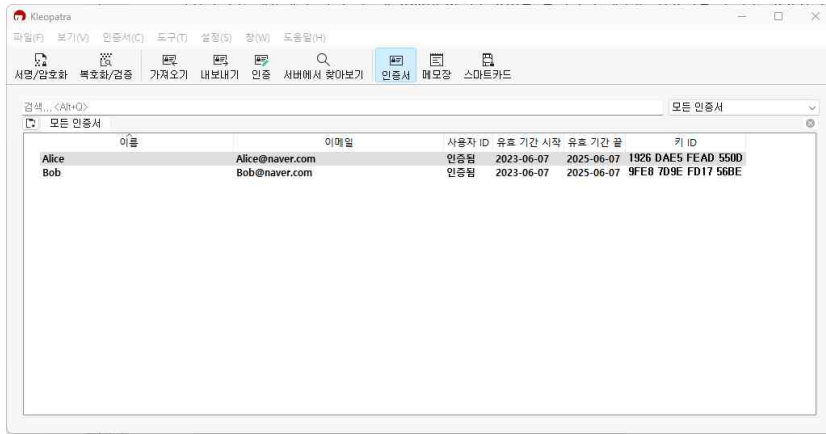 Kleopatra
파일(F) 보기(V) 인증서(C) 도구(T) 설정(S) 창(W) 도움말(H)
서명/암호화 복호화/검증 가져오기 내보내기 인증 서버에서 찾아보기 인증서 메모장 스마트카드
검색... <Alt+Q> 모든 인증서
모든 인증서
이름 이메일 사용자 ID 유효 기간 시작 유효 기간 끝 키 ID
Alice Alice@naver.com 인증됨 2023-06-07 2025-06-07 1926 DAE5 FEAD 550D
Bob Bob@naver.com 인증됨 2023-06-07 2025-06-07 9FE8 7D9E FD17 56BE